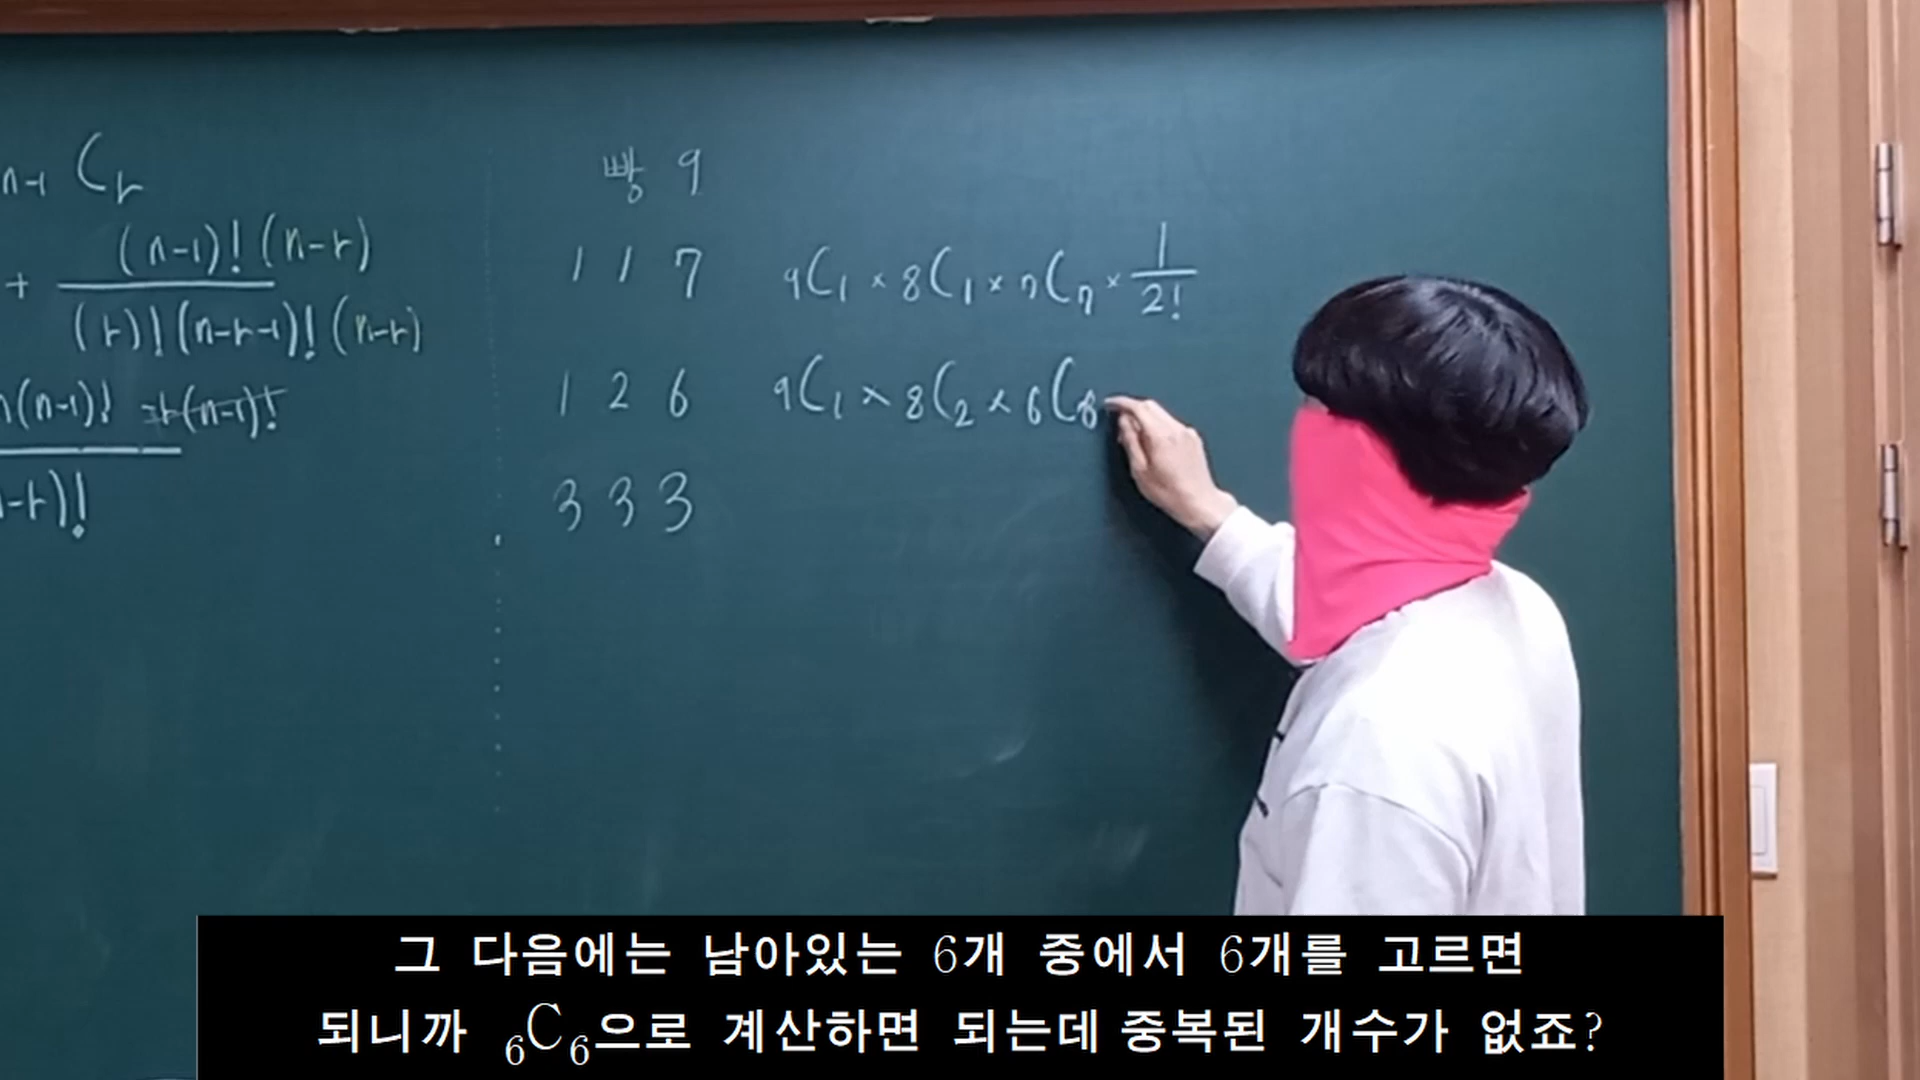 n-1 Cr
+ (n-1)!(n-r)
(r)!(n-r-1)!(n-r)
n(n-1)! -r(n-1)!
-r)!
빵 9
1 1 7 9C1 × 8C1 × 7C7 × 1/2!
1 2 6 9C1 × 8C2 × 6C6
3 3 3
그 다음에는 남아있는 6개 중에서 6개를 고르면
되니까 6C6으로 계산하면 되는데 중복된 개수가 없죠?